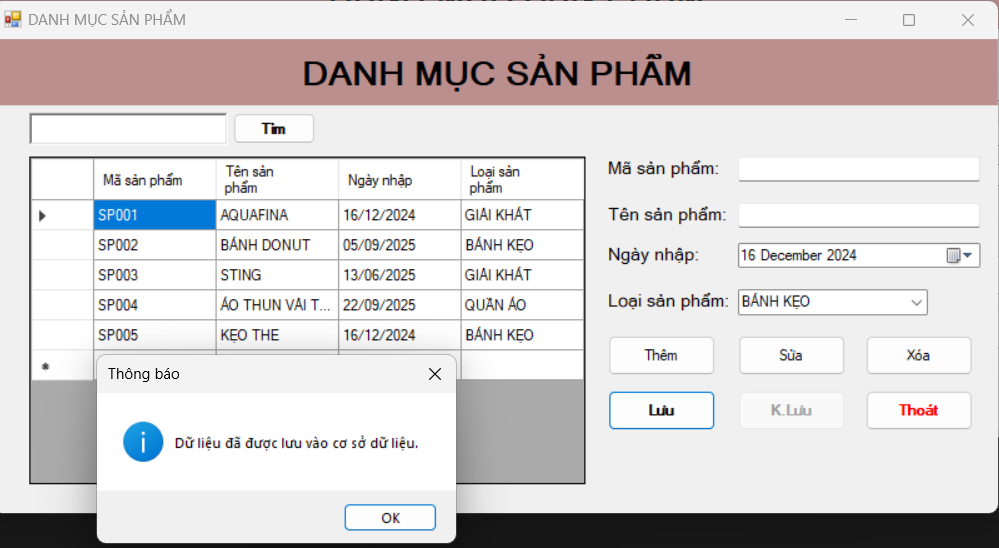 DANH MỤC SẢN PHẨM
DANH MỤC SẢN PHẨM
Tìm
Mã sản phẩm Tên sản phẩm Ngày nhập Loại sản phẩm
SP001 AQUAFINA 16/12/2024 GIẢI KHÁT
SP002 BÁNH DONUT 05/09/2025 BÁNH KẸO
SP003 STING 13/06/2025 GIẢI KHÁT
SP004 ÁO THUN VẢI T... 22/09/2025 QUẦN ÁO
SP005 KẸO THE 16/12/2024 BÁNH KẸO
Mã sản phẩm:
Tên sản phẩm:
Ngày nhập: 16 December 2024
Loại sản phẩm: BÁNH KẸO
Thêm Sửa Xóa
Lưu K.Lưu Thoát
Thông báo
Dữ liệu đã được lưu vào cơ sở dữ liệu.
OK